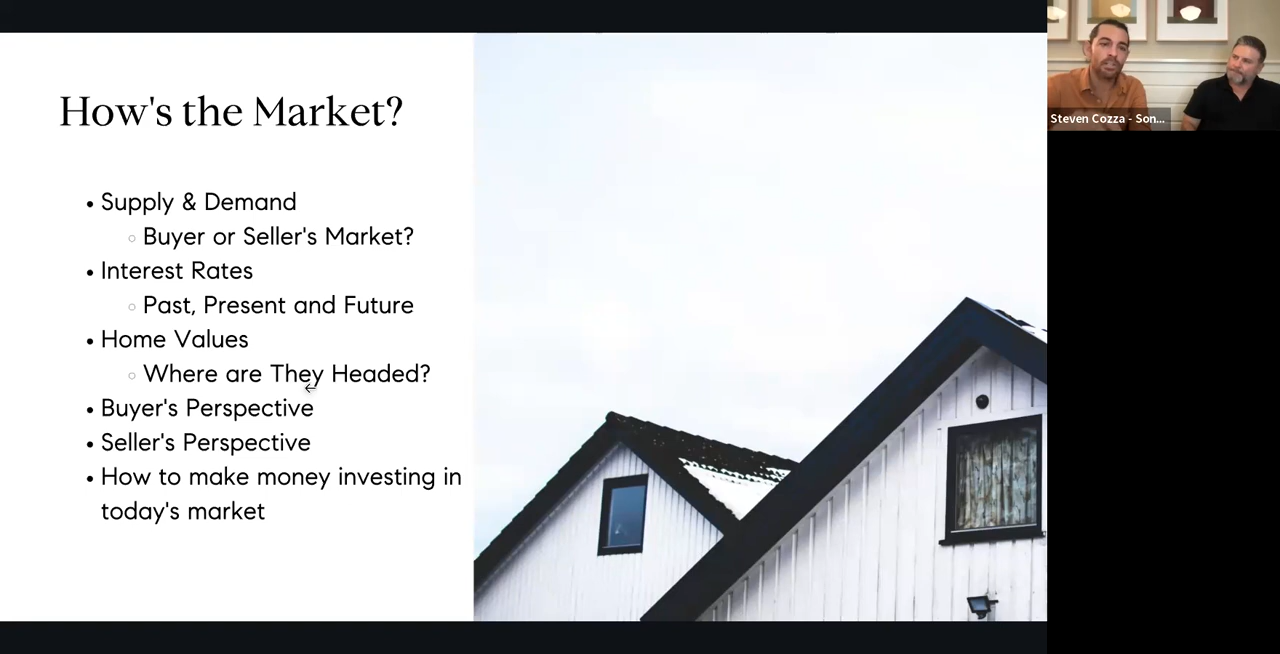 How's the Market?
• Supply & Demand
○ Buyer or Seller's Market?
• Interest Rates
○ Past, Present and Future
• Home Values
○ Where are They Headed?
• Buyer's Perspective
• Seller's Perspective
• How to make money investing in
today's market
Steven Cozza - Son...